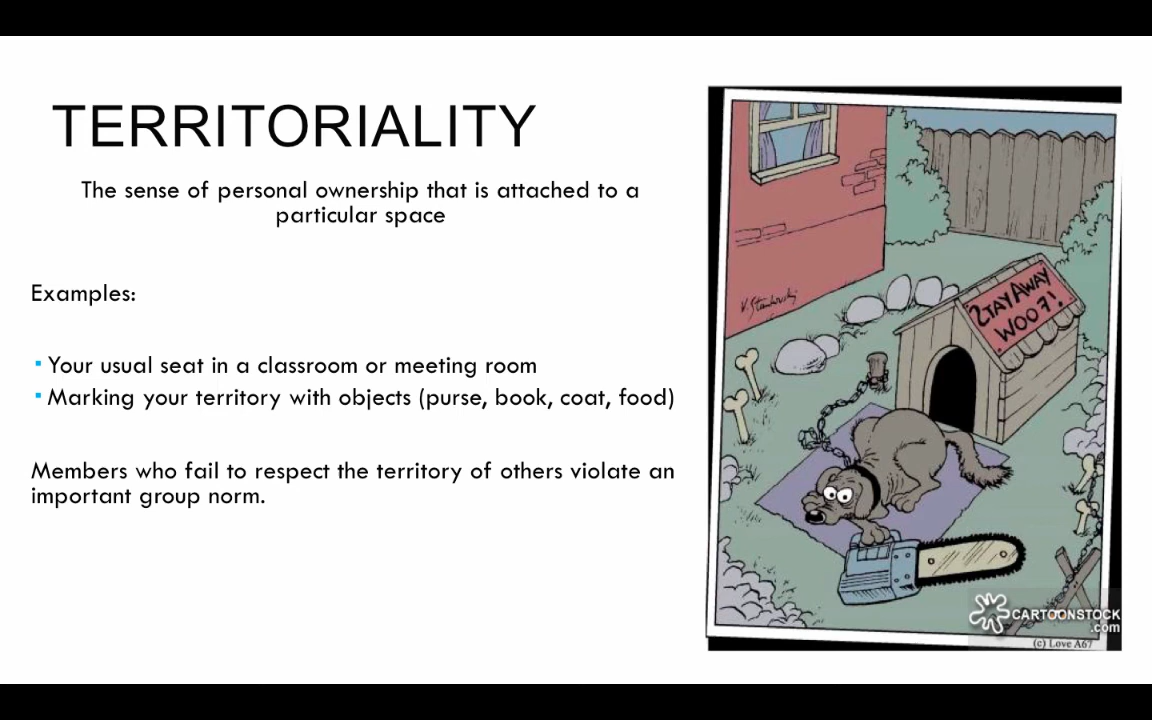 TERRITORIALITY
The sense of personal ownership that is attached to a
particular space
Examples:
Your usual seat in a classroom or meeting room
Marking your territory with objects (purse, book, coat, food)
Members who fail to respect the territory of others violate an
important group norm.
STAY AWAY
WOOF!
CARTOONSTOCK
.com
(c) Love A67